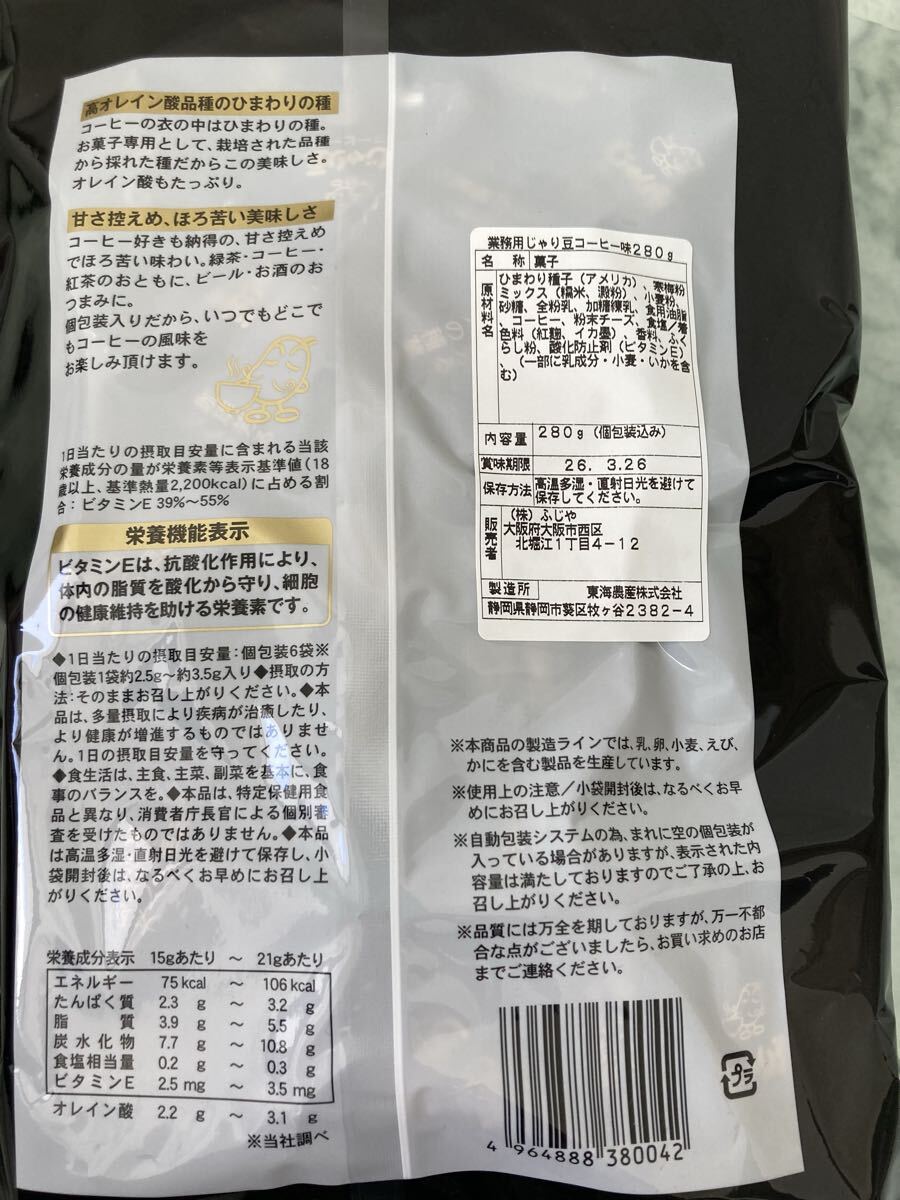 高オレイン酸品種のひまわりの種
コーヒーの衣の中はひまわりの種。
お菓子専用として、栽培された品種
から採れた種だからこの美味しさ。
オレイン酸もたっぷり。
甘さ控えめ、ほろ苦い美味しさ
コーヒー好きも納得の、甘さ控えめ
でほろ苦い味わい。緑茶・コーヒー・
紅茶のおともに、ビール・お酒のお
つまみに。
個包装入りだから、いつでもどこで
もコーヒーの風味を
お楽しみ頂けます。
1日当たりの摂取目安量に含まれる当該
栄養成分の量が栄養素等表示基準値(18
歳以上、基準熱量2,200kcal)に占める割
合：ビタミンE 39%〜55%
栄養機能表示
ビタミンEは、抗酸化作用により、
体内の脂質を酸化から守り、細胞
の健康維持を助ける栄養素です。
◆1日当たりの摂取目安量：個包装6袋※
個包装1袋約2.5g〜約3.5g入り◆摂取の方
法：そのままお召し上がりください。◆本
品は、多量摂取により疾病が治癒したり、
より健康が増進するものではありませ
ん。1日の摂取目安量を守ってください。
◆食生活は、主食、主菜、副菜を基本に、食
事のバランスを。◆本品は、特定保健用食
品と異なり、消費者庁長官による個別審
査を受けたものではありません。◆本品
は高温多湿・直射日光を避けて保存し、小
袋開封後は、なるべくお早めにお召し上
がりください。
栄養成分表示 15gあたり 〜 21gあたり
エネルギー 75kcal 〜 106kcal
たんぱく質 2.3 g 〜 3.2 g
脂質 3.9 g 〜 5.5 g
炭水化物 7.7 g 〜 10.8 g
食塩相当量 0.2 g 〜 0.3 g
ビタミンE 2.5 mg 〜 3.5 mg
オレイン酸 2.2 g 〜 3.1 g
※当社調べ
業務用じゃり豆コーヒー味280g
名称 菓子
原材料名 ひまわり種子（アメリカ）、寒梅粉
ミックス（糯米、澱粉）、小麦粉、
砂糖、全粉乳、加糖練乳、食用油脂
、コーヒー、粉末チーズ、食塩／着
色料（紅麹、イカ墨）、香料、ふく
らし粉、酸化防止剤（ビタミンE）
、（一部に乳成分・小麦・いかを含
む）
内容量 280g（個包装込み）
賞味期限 26. 3.26
保存方法 高温多湿・直射日光を避けて
保存してください。
販売者 （株）ふじや
大阪府大阪市西区
北堀江1丁目4-12
製造所 東海農産株式会社
静岡県静岡市葵区牧ヶ谷2382-4
※本商品の製造ラインでは、乳、卵、小麦、えび、
かにを含む製品を生産しています。
※使用上の注意／小袋開封後は、なるべくお早
めにお召し上がりください。
※自動包装システムの為、まれに空の個包装が
入っている場合がありますが、表示された内
容量は満たしておりますのでご了承の上、お
召し上がりください。
※品質には万全を期しておりますが、万一不都
合な点がございましたら、お買い求めのお店
までご連絡ください。
プラ
4 964888 380042